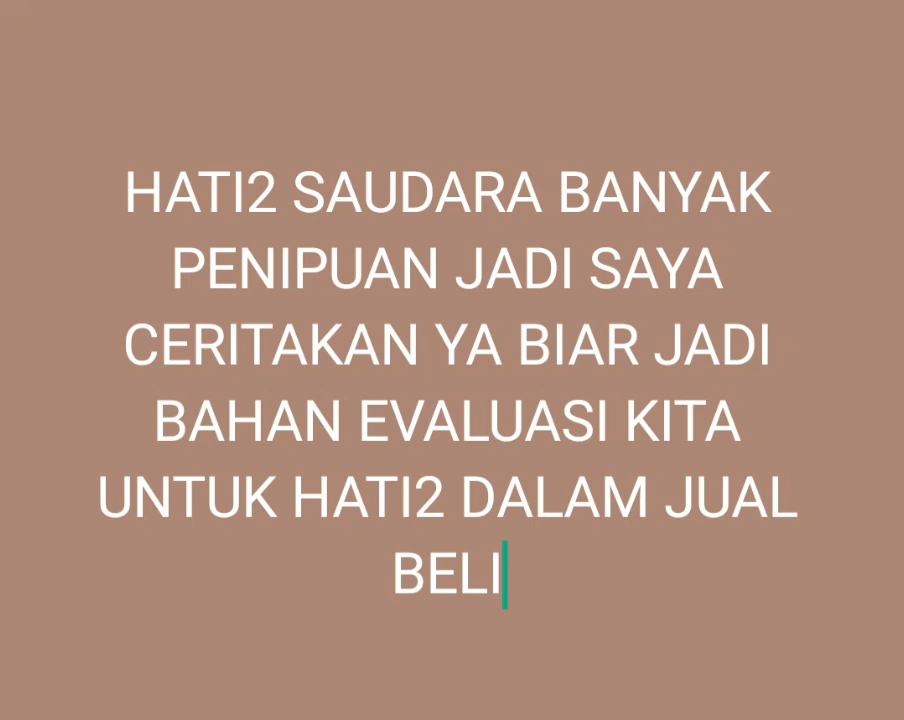 HATI2 SAUDARA BANYAK
PENIPUAN JADI SAYA
CERITAKAN YA BIAR JADI
BAHAN EVALUASI KITA
UNTUK HATI2 DALAM JUAL
BELI